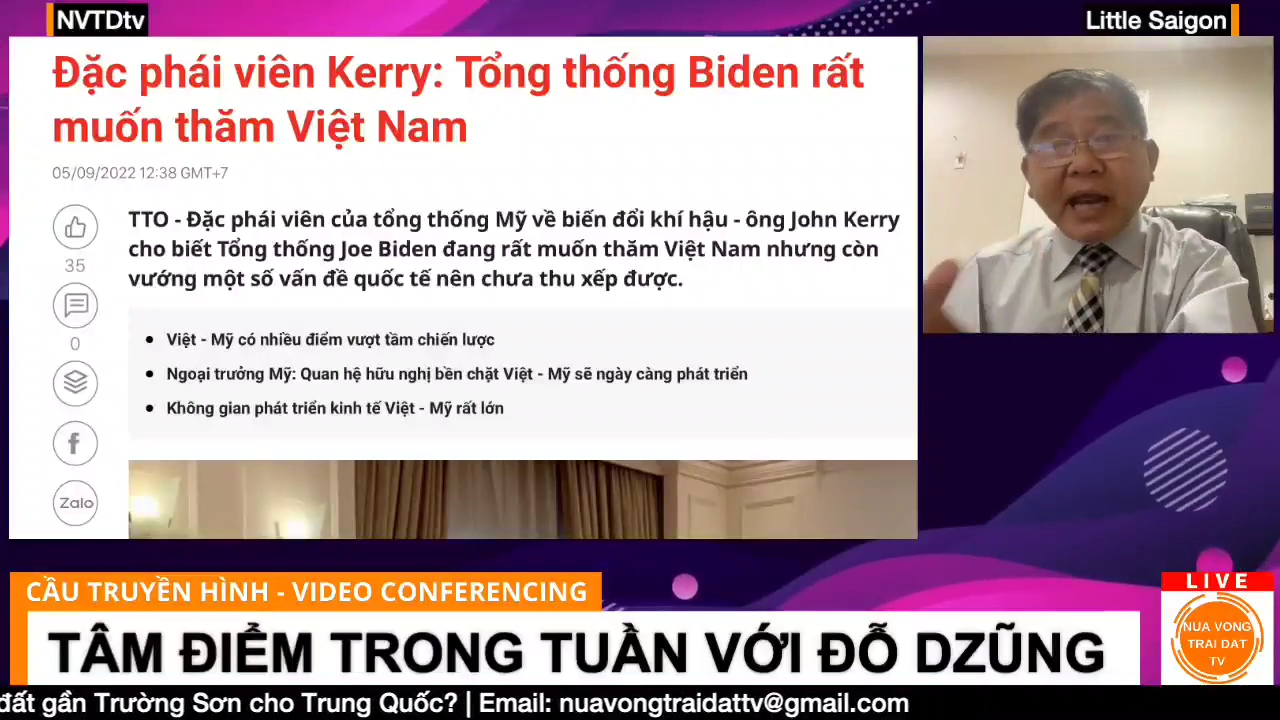 NVTDtv
Little Saigon
Đặc phái viên Kerry: Tổng thống Biden rất
muốn thăm Việt Nam
05/09/2022 12:38 GMT+7
TTO - Đặc phái viên của tổng thống Mỹ về biến đổi khí hậu - ông John Kerry
cho biết Tổng thống Joe Biden đang rất muốn thăm Việt Nam nhưng còn
vướng một số vấn đề quốc tế nên chưa thu xếp được.
35
0
Zalo
Việt - Mỹ có nhiều điểm vượt tầm chiến lược
Ngoại trưởng Mỹ: Quan hệ hữu nghị bền chặt Việt - Mỹ sẽ ngày càng phát triển
Không gian phát triển kinh tế Việt - Mỹ rất lớn
CẦU TRUYỀN HÌNH - VIDEO CONFERENCING
TÂM ĐIỂM TRONG TUẦN VỚI ĐỖ DZŨNG
LIVE
NUA VONG
TRAI DAT
TV
đất gần Trường Sơn cho Trung Quốc? | Email: nuavongtraidattv@gmail.com